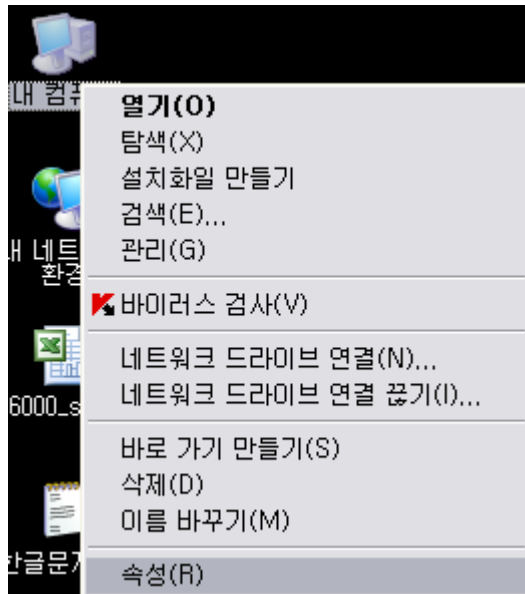 내 컴퓨
열기(O)
탐색(X)
설치화일 만들기
검색(E)...
관리(G)
내 네트
환경
바이러스 검사(V)
네트워크 드라이브 연결(N)...
네트워크 드라이브 연결 끊기(I)...
6000_s
바로 가기 만들기(S)
삭제(D)
이름 바꾸기(M)
한글문
속성(R)